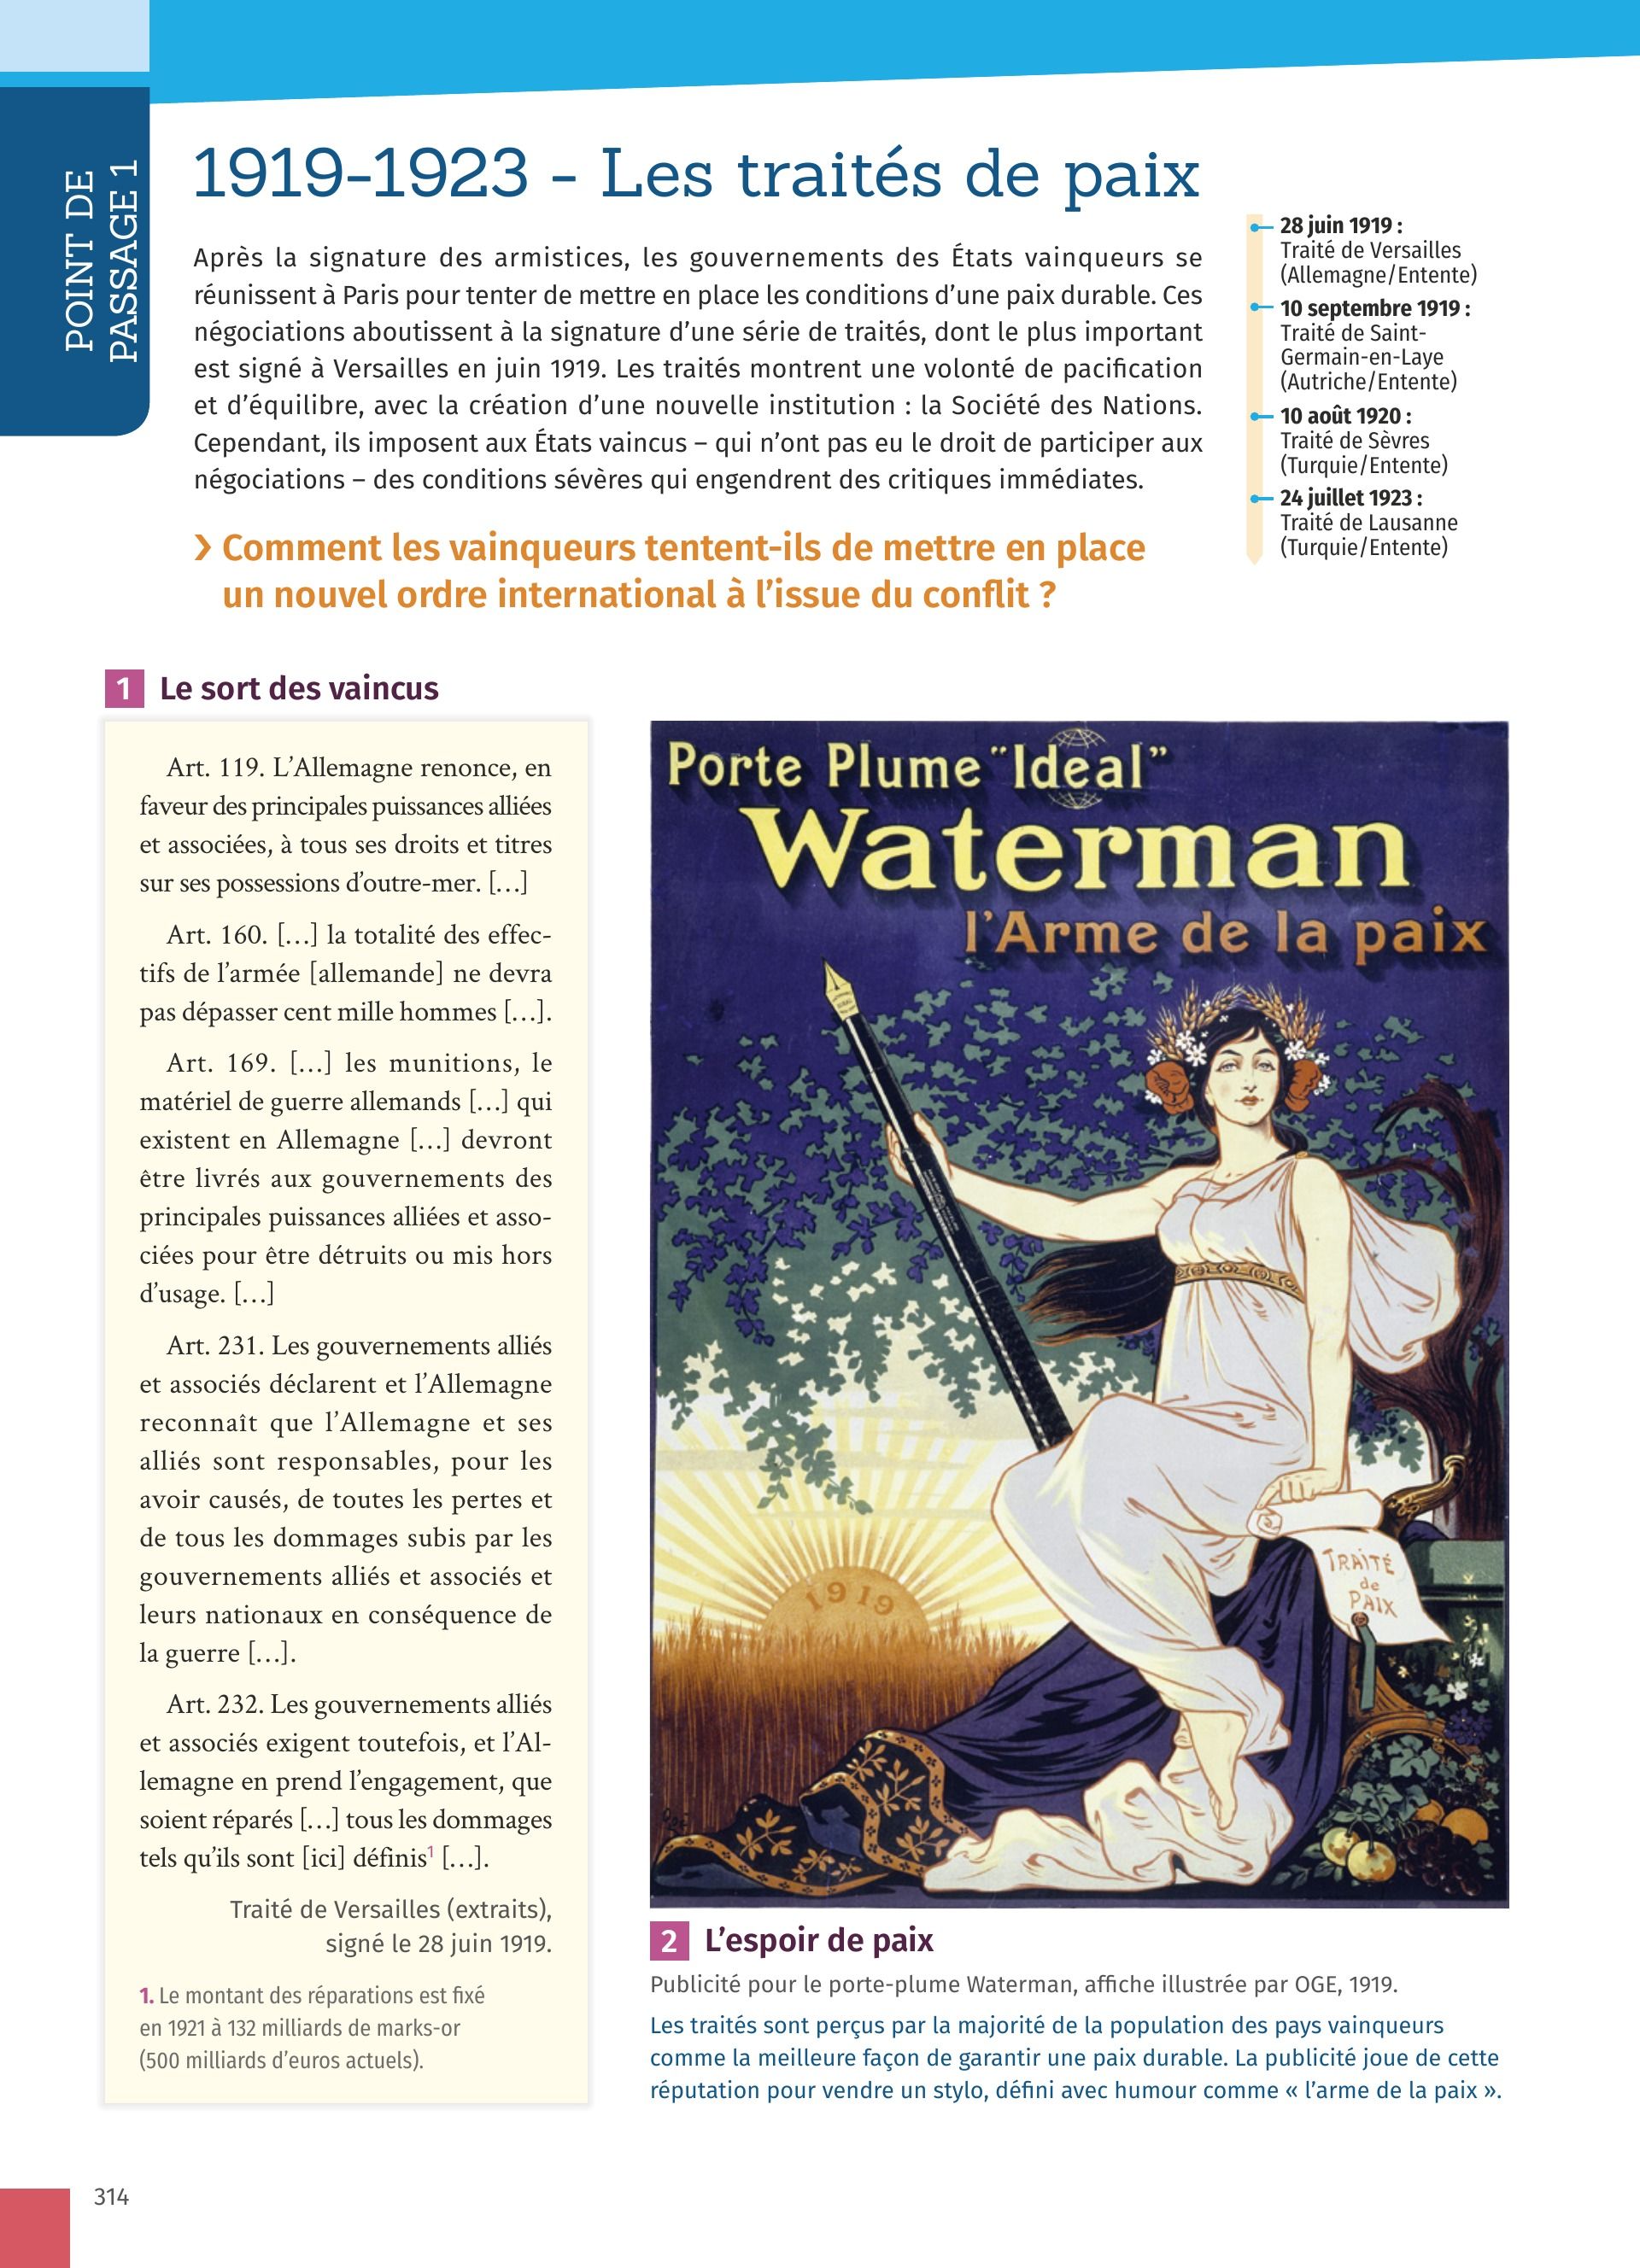 POINT DE
PASSAGE 1
1919-1923 - Les traités de paix
Après la signature des armistices, les gouvernements des États vainqueurs se
réunissent à Paris pour tenter de mettre en place les conditions d’une paix durable. Ces
négociations aboutissent à la signature d’une série de traités, dont le plus important
est signé à Versailles en juin 1919. Les traités montrent une volonté de pacification
et d’équilibre, avec la création d’une nouvelle institution : la Société des Nations.
Cependant, ils imposent aux États vaincus – qui n’ont pas eu le droit de participer aux
négociations – des conditions sévères qui engendrent des critiques immédiates.
› Comment les vainqueurs tentent-ils de mettre en place
un nouvel ordre international à l’issue du conflit ?
28 juin 1919 :
Traité de Versailles
(Allemagne/Entente)
10 septembre 1919 :
Traité de Saint-
Germain-en-Laye
(Autriche/Entente)
10 août 1920 :
Traité de Sèvres
(Turquie/Entente)
24 juillet 1923 :
Traité de Lausanne
(Turquie/Entente)
1 Le sort des vaincus
Art. 119. L’Allemagne renonce, en
faveur des principales puissances alliées
et associées, à tous ses droits et titres
sur ses possessions d’outre-mer. […]
Art. 160. […] la totalité des effec-
tifs de l’armée [allemande] ne devra
pas dépasser cent mille hommes […].
Art. 169. […] les munitions, le
matériel de guerre allemands […] qui
existent en Allemagne […] devront
être livrés aux gouvernements des
principales puissances alliées et asso-
ciées pour être détruits ou mis hors
d’usage. […]
Art. 231. Les gouvernements alliés
et associés déclarent et l’Allemagne
reconnaît que l’Allemagne et ses
alliés sont responsables, pour les
avoir causés, de toutes les pertes et
de tous les dommages subis par les
gouvernements alliés et associés et
leurs nationaux en conséquence de
la guerre […].
Art. 232. Les gouvernements alliés
et associés exigent toutefois, et l’Al-
lemagne en prend l’engagement, que
soient réparés […] tous les dommages
tels qu’ils sont [ici] définis¹ […].
Traité de Versailles (extraits),
signé le 28 juin 1919.
1. Le montant des réparations est fixé
en 1921 à 132 milliards de marks-or
(500 milliards d’euros actuels).
Porte Plume "Ideal"
Waterman
l’Arme de la paix
1919
TRAITÉ
de
PAIX
2 L’espoir de paix
Publicité pour le porte-plume Waterman, affiche illustrée par OGE, 1919.
Les traités sont perçus par la majorité de la population des pays vainqueurs
comme la meilleure façon de garantir une paix durable. La publicité joue de cette
réputation pour vendre un stylo, défini avec humour comme « l’arme de la paix ».
314